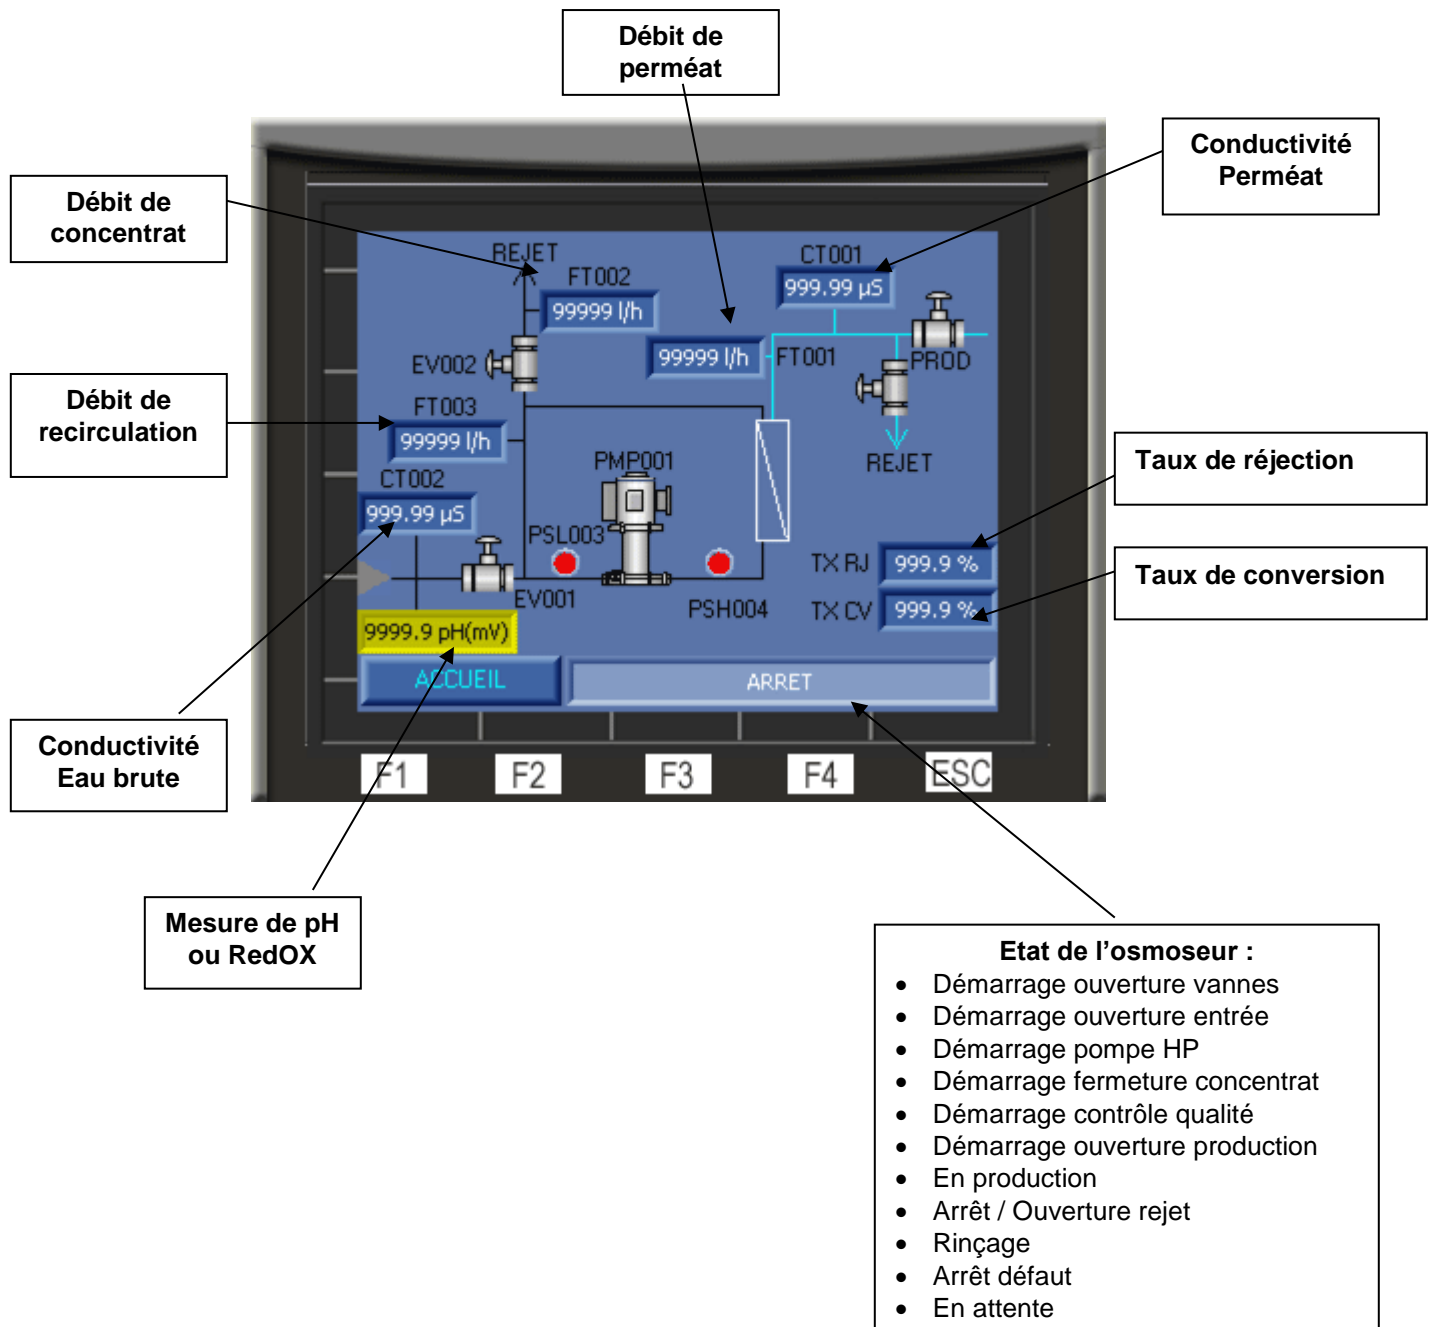 Débit de
perméat
Conductivité
Perméat
Débit de
concentrat
REJET
FT002
99999 l/h
CT001
999.99 µS
EV002
99999 l/h
FT001
PROD
Débit de
recirculation
FT003
99999 l/h
REJET
CT002
999.99 µS
PMP001
PSL003
EV001
PSH004
TX RJ
999.9 %
TX CV
999.9 %
Taux de réjection
Taux de conversion
9999.9 pH(mV)
ACCUEIL
ARRET
F1
F2
F3
F4
ESC
Conductivité
Eau brute
Mesure de pH
ou RedOX
Etat de l’osmoseur :
• Démarrage ouverture vannes
• Démarrage ouverture entrée
• Démarrage pompe HP
• Démarrage fermeture concentrat
• Démarrage contrôle qualité
• Démarrage ouverture production
• En production
• Arrêt / Ouverture rejet
• Rinçage
• Arrêt défaut
• En attente